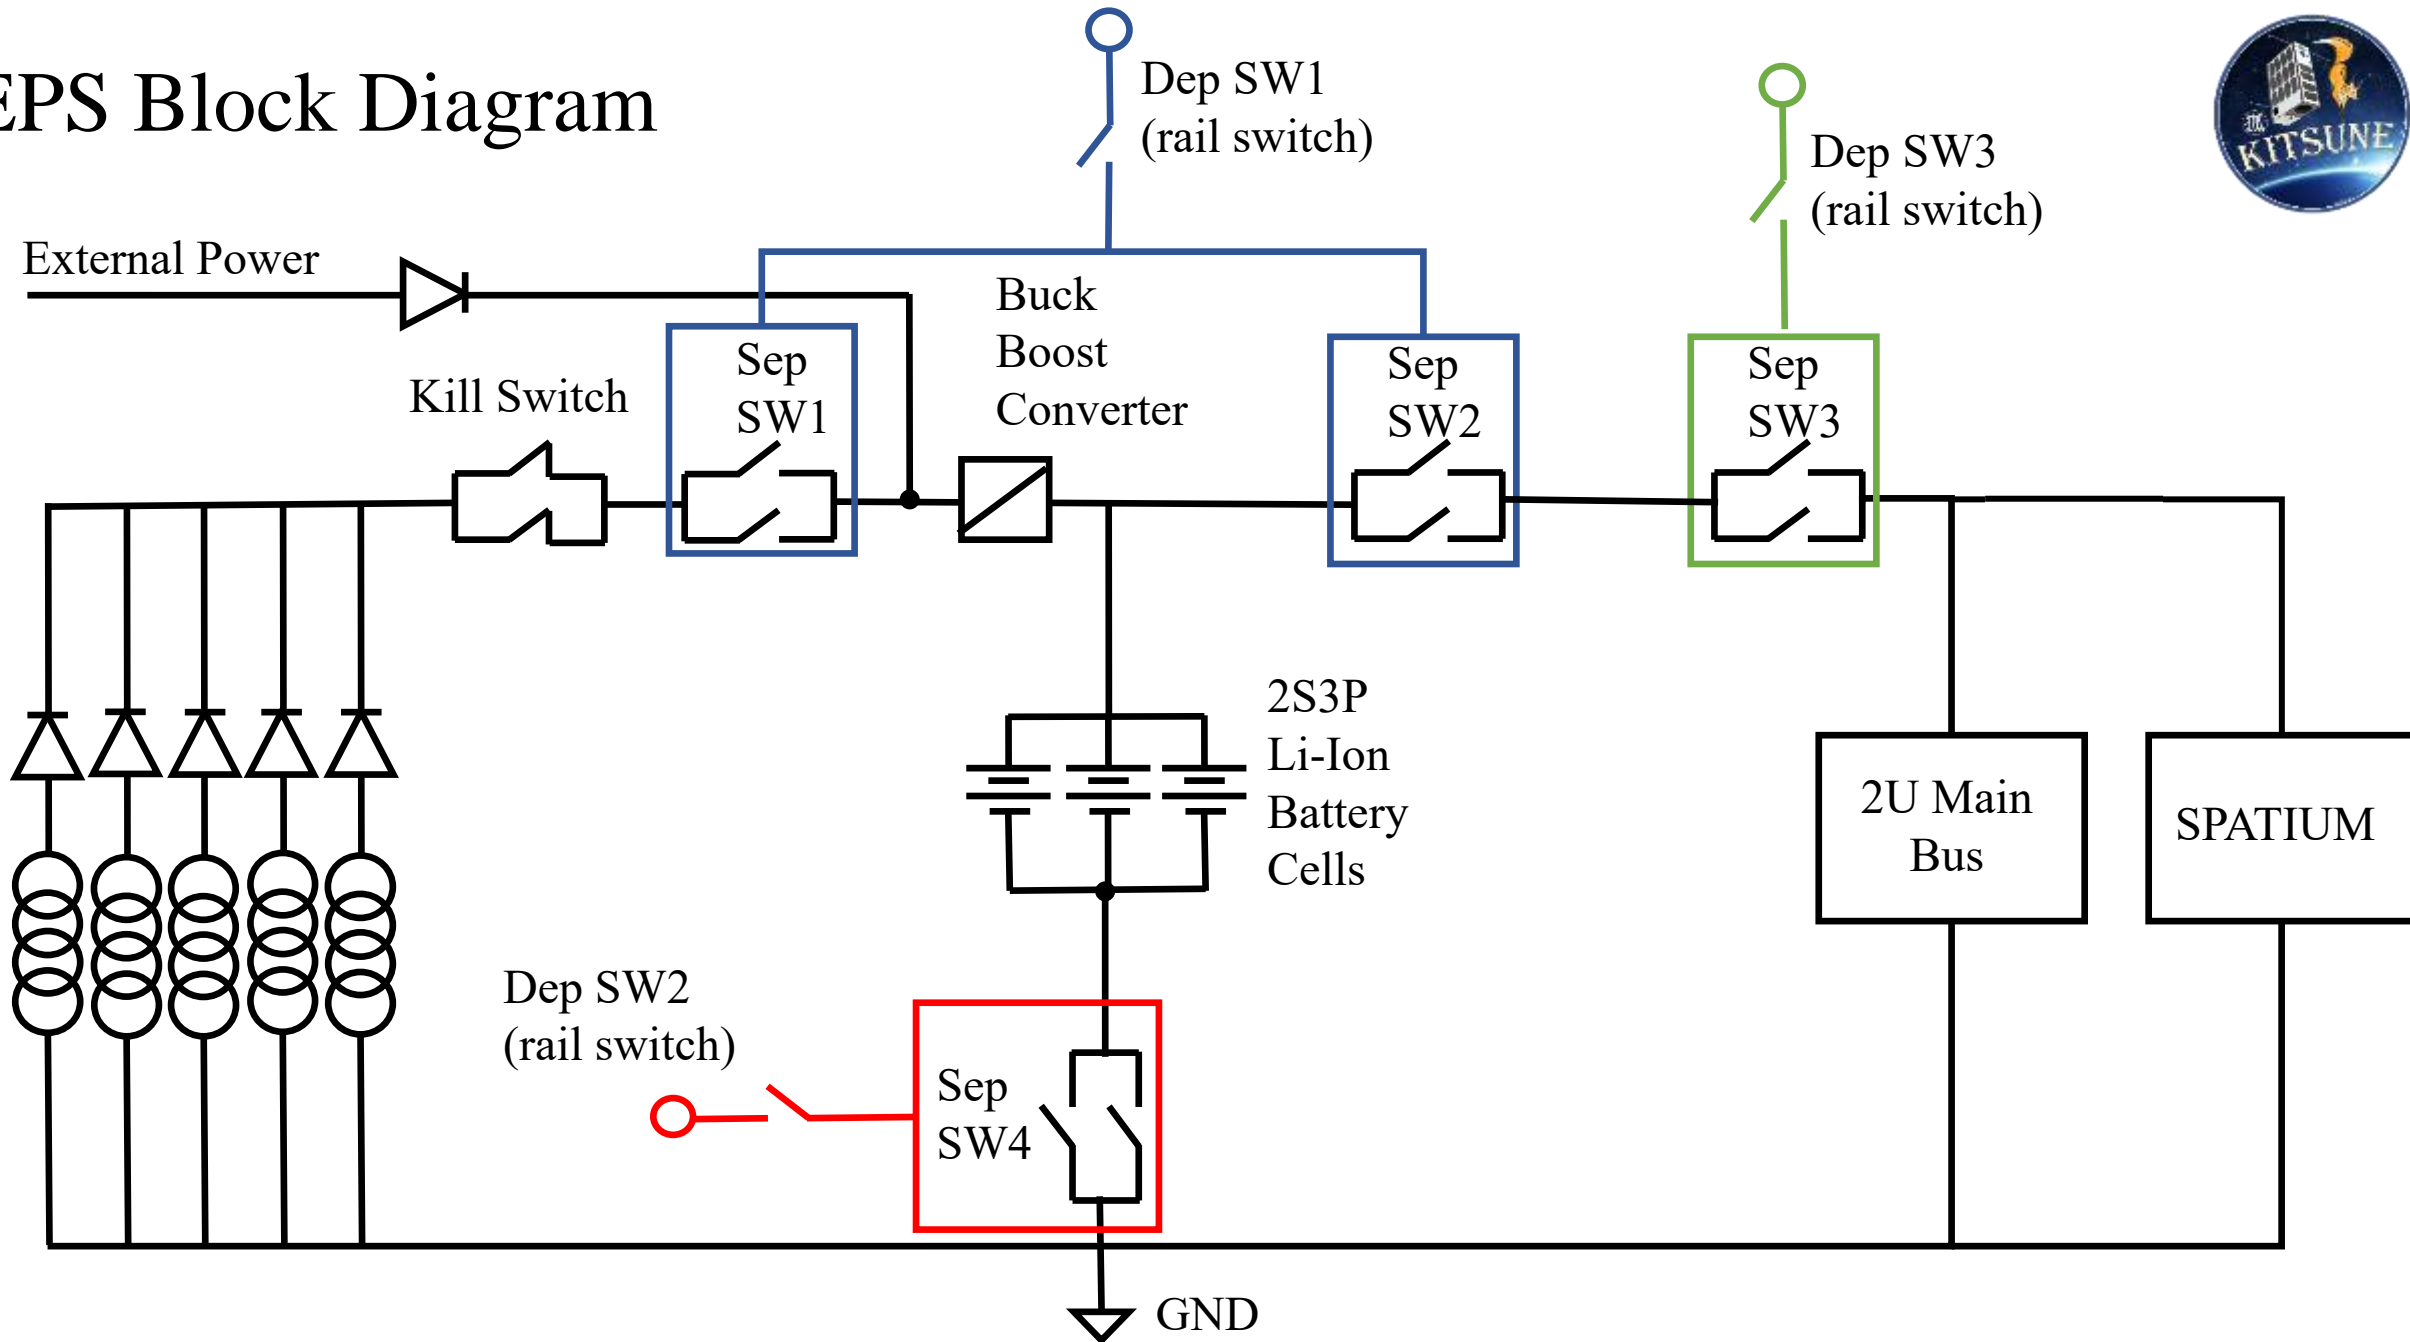 EPS Block Diagram
Dep SW1
(rail switch)
Dep SW3
(rail switch)
KITSUNE
External Power
Buck
Boost
Converter
Kill Switch
Sep
SW1
Sep
SW2
Sep
SW3
2S3P
Li-Ion
Battery
Cells
2U Main
Bus
SPATIUM
Dep SW2
(rail switch)
Sep
SW4
GND